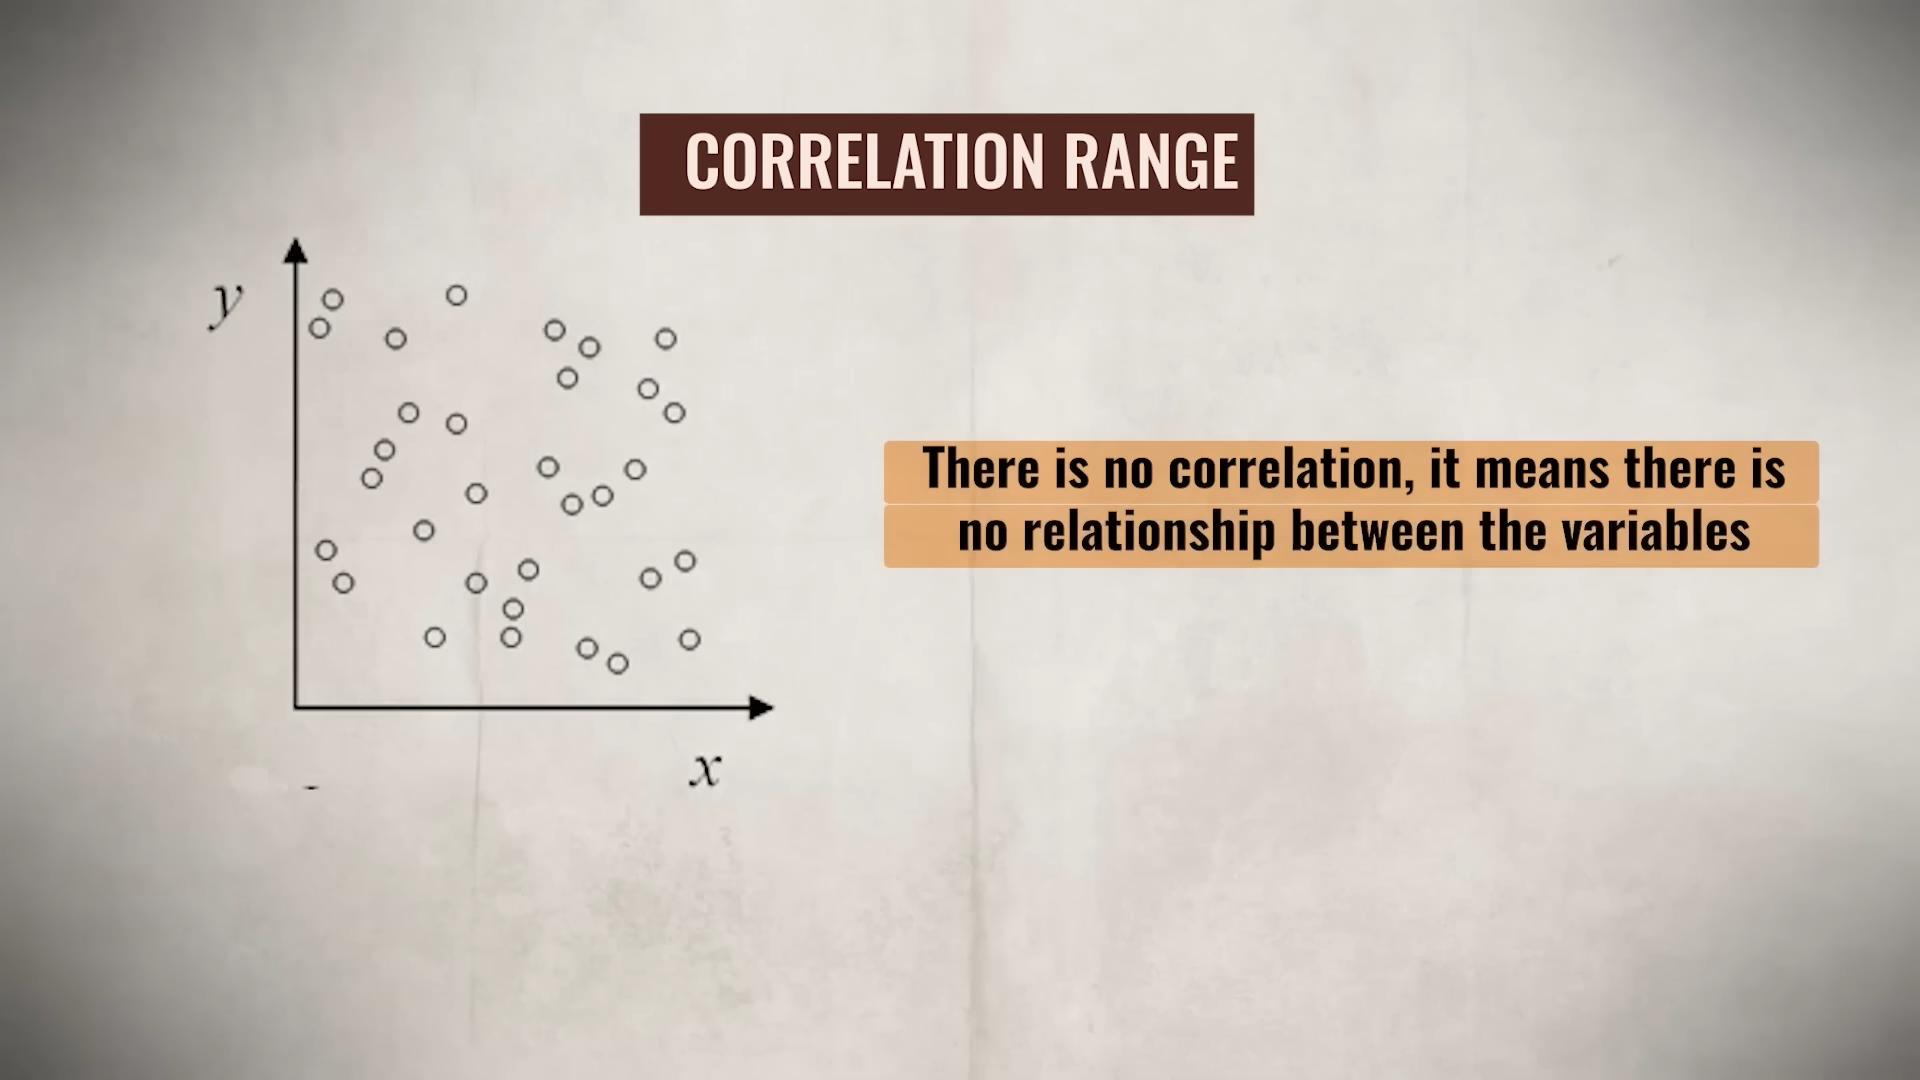 CORRELATION RANGE
y
There is no correlation, it means there is
no relationship between the variables
x